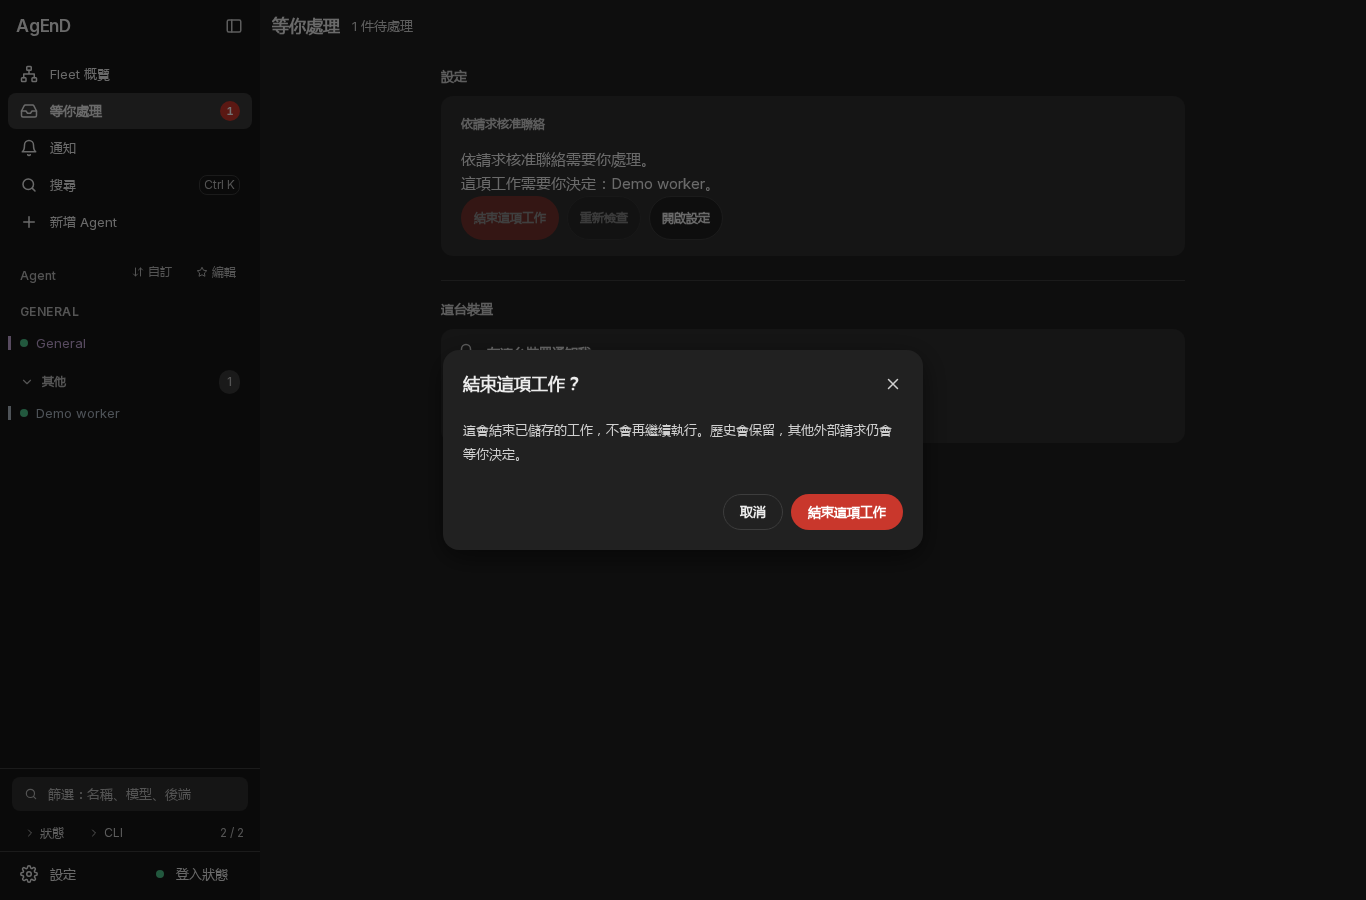 AgEnD
Fleet 概覽
等你處理 1
通知
搜尋 Ctrl K
新增 Agent
Agent 自訂 編輯
GENERAL
General
其他 1
Demo worker
篩選：名稱、模型、後端
狀態 CLI 2 / 2
設定 登入狀態
等你處理 1 件待處理
設定
依請求核准聯絡
依請求核准聯絡需要你處理。
這項工作需要你決定：Demo worker。
結束這項工作 重新檢查 開啟設定
這台裝置
結束這項工作？
這會結束已儲存的工作，不會再繼續執行。歷史會保留，其他外部請求仍會
等你決定。
取消 結束這項工作